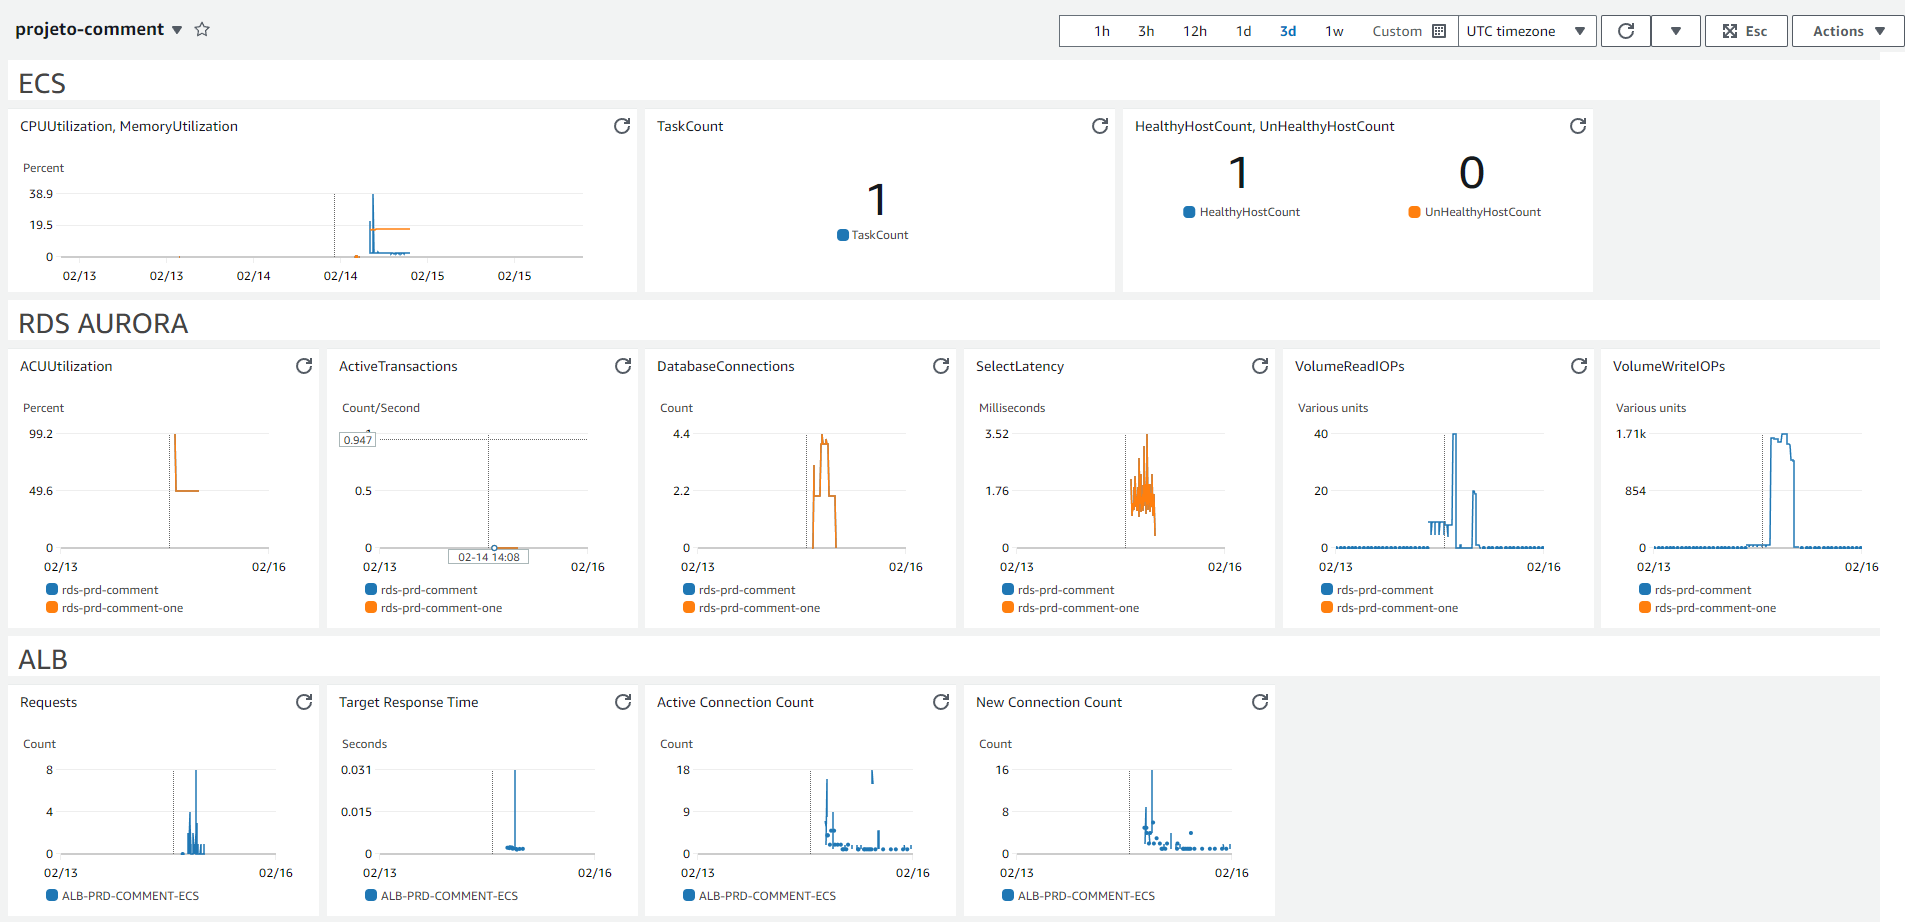 projeto-comment
1h 3h 12h 1d 3d 1w Custom UTC timezone Esc Actions
ECS
CPUUtilization, MemoryUtilization
Percent
38.9
19.5
0
02/13 02/13 02/14 02/14 02/15 02/15
TaskCount
1
TaskCount
HealthyHostCount, UnHealthyHostCount
1 0
HealthyHostCount UnHealthyHostCount
RDS AURORA
ACUUtilization
Percent
99.2
49.6
0
02/13 02/16
rds-prd-comment
rds-prd-comment-one
ActiveTransactions
Count/Second
1
0.947
0.5
0
02-14 14:08
02/13 02/16
rds-prd-comment
rds-prd-comment-one
DatabaseConnections
Count
4.4
2.2
0
02/13 02/16
rds-prd-comment
rds-prd-comment-one
SelectLatency
Milliseconds
3.52
1.76
0
02/13 02/16
rds-prd-comment
rds-prd-comment-one
VolumeReadIOPs
Various units
40
20
0
02/13 02/16
rds-prd-comment
rds-prd-comment-one
VolumeWriteIOPs
Various units
1.71k
854
0
02/13 02/16
rds-prd-comment
rds-prd-comment-one
ALB
Requests
Count
8
4
0
02/13 02/16
ALB-PRD-COMMENT-ECS
Target Response Time
Seconds
0.031
0.015
0
02/13 02/16
ALB-PRD-COMMENT-ECS
Active Connection Count
Count
18
9
0
02/13 02/16
ALB-PRD-COMMENT-ECS
New Connection Count
Count
16
8
0
02/13 02/16
ALB-PRD-COMMENT-ECS